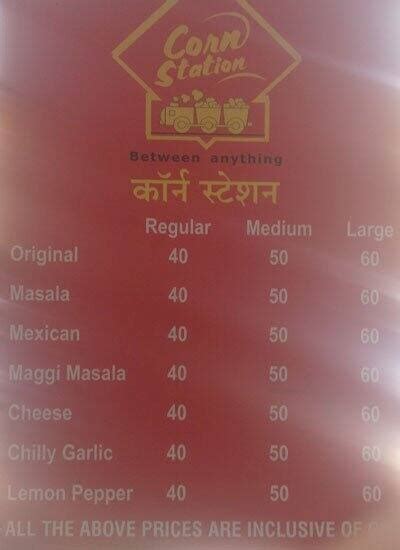 Corn
Station
Between anything
कॉर्न स्टेशन
Regular Medium Large
Original 40 50 60
Masala 40 50 60
Mexican 40 50 60
Maggi Masala 40 50 60
Cheese 40 50 60
Chilly Garlic 40 50 60
Lemon Pepper 40 50 60
ALL THE ABOVE PRICES ARE INCLUSIVE OF